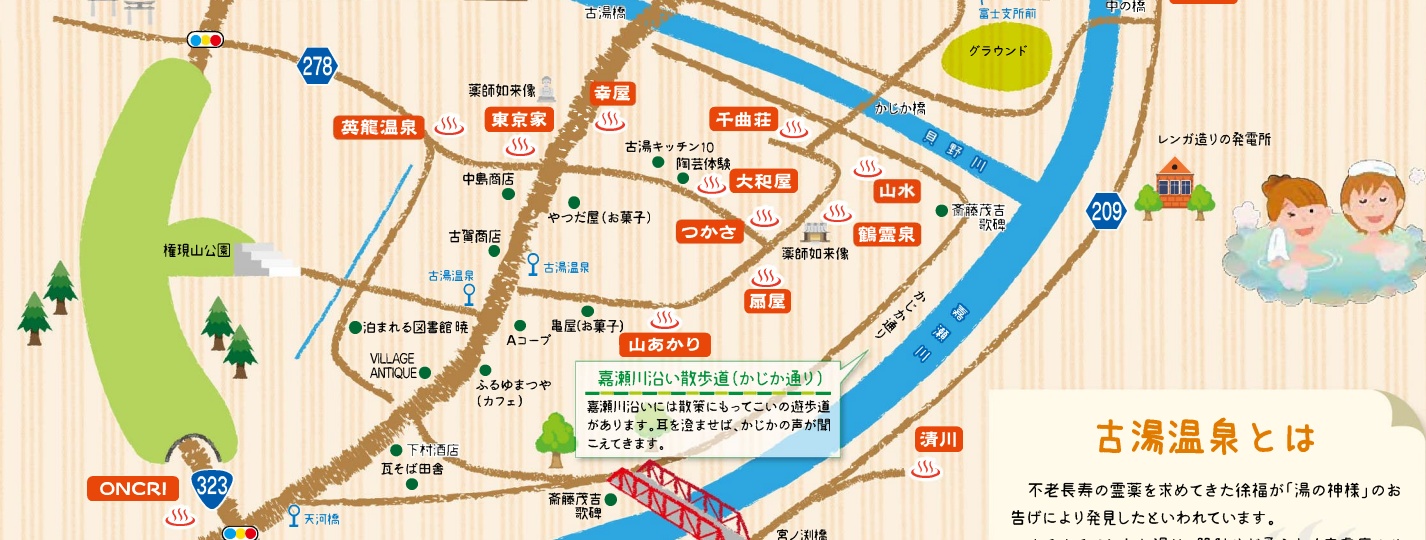 古湯橋
富士支所前
中の橋
グラウンド
278
薬師如来像
幸屋
英龍温泉
東京家
千曲荘
かじか橋
貝野川
レンガ造りの発電所
古湯キッチン10
陶芸体験
大和屋
山水
中島商店
やつだ屋(お菓子)
斎藤茂吉
歌碑
209
つかさ
鶴霊泉
薬師如来像
権現山公園
古賀商店
古湯温泉
古湯温泉
扇屋
かじか通り
嘉瀬川
泊まれる図書館 暁
Aコープ
亀屋(お菓子)
山あかり
VILLAGE
ANTIQUE
ふるゆまつや
(カフェ)
嘉瀬川沿い散歩道(かじか通り)
嘉瀬川沿いには散策にもってこいの遊歩道
があります。耳を澄ませば、かじかの声が聞
こえてきます。
下村酒店
瓦そば田舎
清川
ONCRI
323
天河橋
斎藤茂吉
歌碑
宮ノ渕橋
古湯温泉とは
不老長寿の霊薬を求めてきた徐福が「湯の神様」のお
告げにより発見したといわれています。